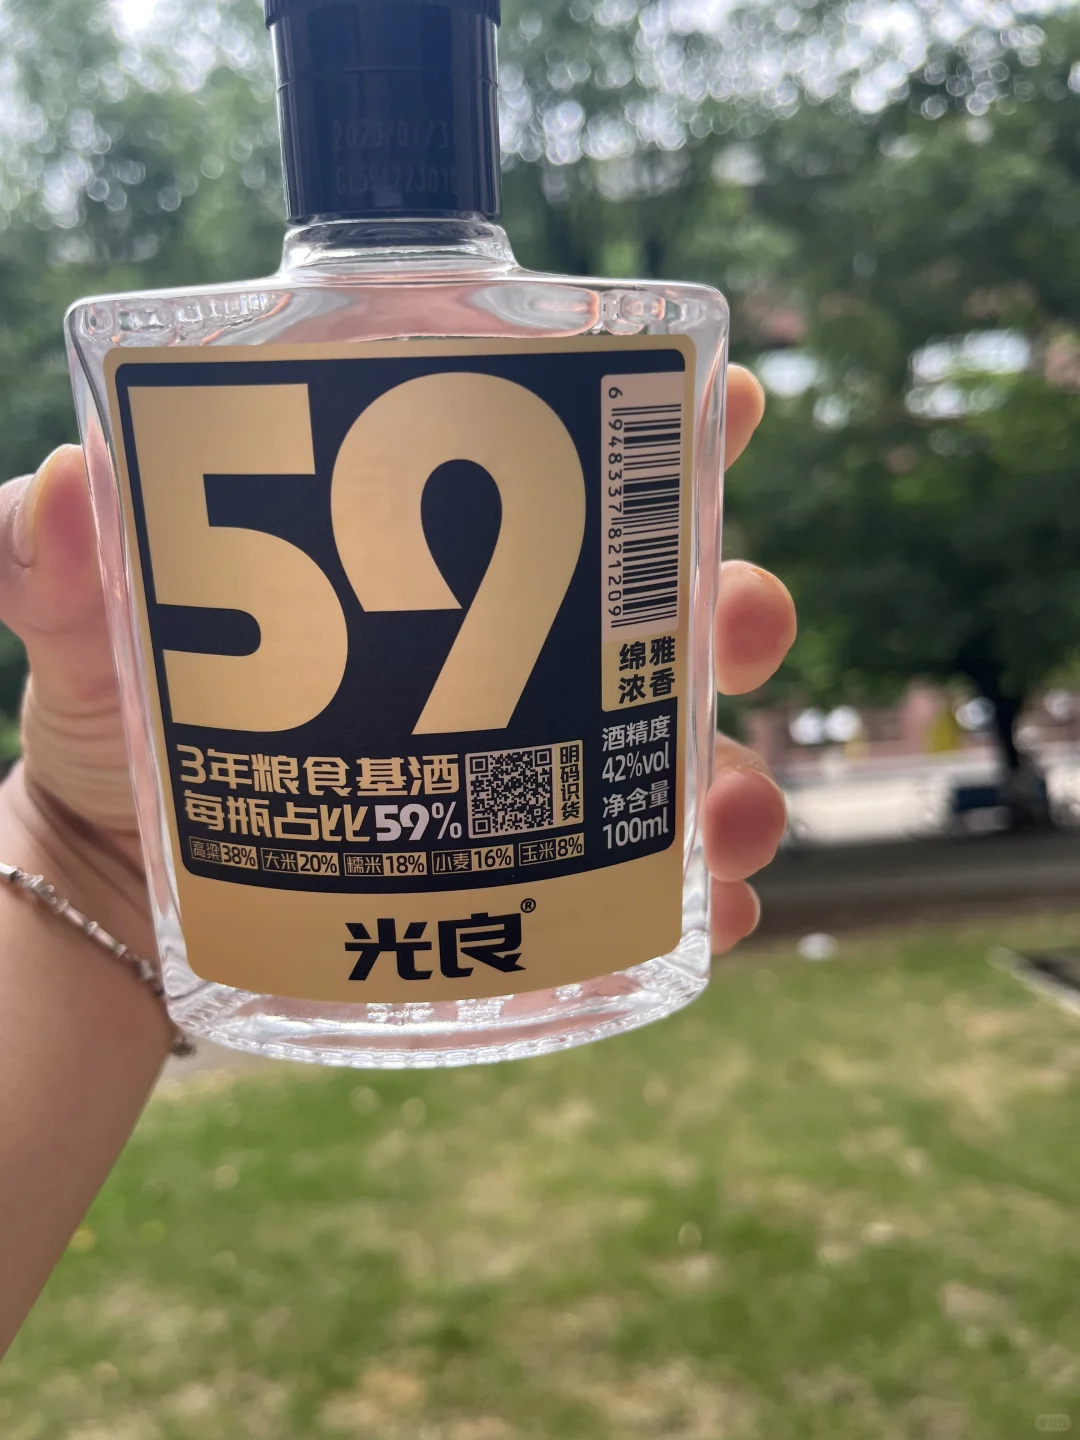 59
6 948337 821209
绵雅
浓香
酒精度
42%vol
净含量
100ml
3年粮食基酒
每瓶占比59%
明码识货
高粱38% 大米20% 糯米18% 小麦16% 玉米8%
光良®